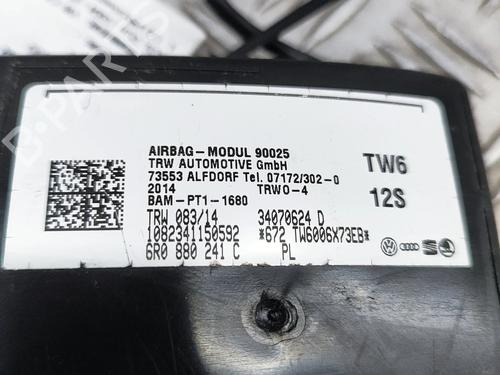 AIRBAG-MODUL 90025
TRW AUTOMOTIVE GmbH
73553 ALFDORF Tel. 07172/302-0
2014 TRWO-4
BAM-PT1-1680
TW6
12S
TRW 083/14 34070624 D
1082341150592 *672 TW6006X73EB*
6R0 880 241 C PL